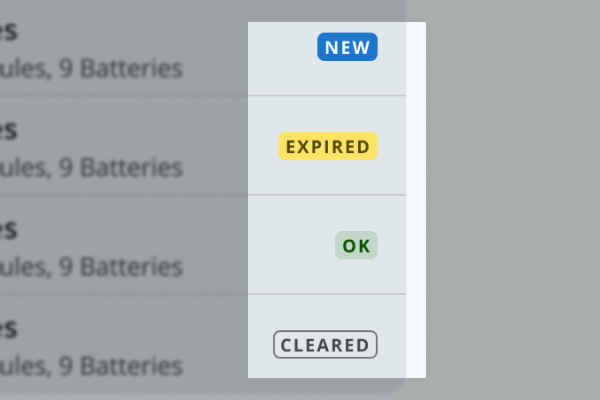 es
NEW
ules, 9 Batteries
es
EXPIRED
ules, 9 Batteries
es
OK
ules, 9 Batteries
es
CLEARED
ules, 9 Batteries